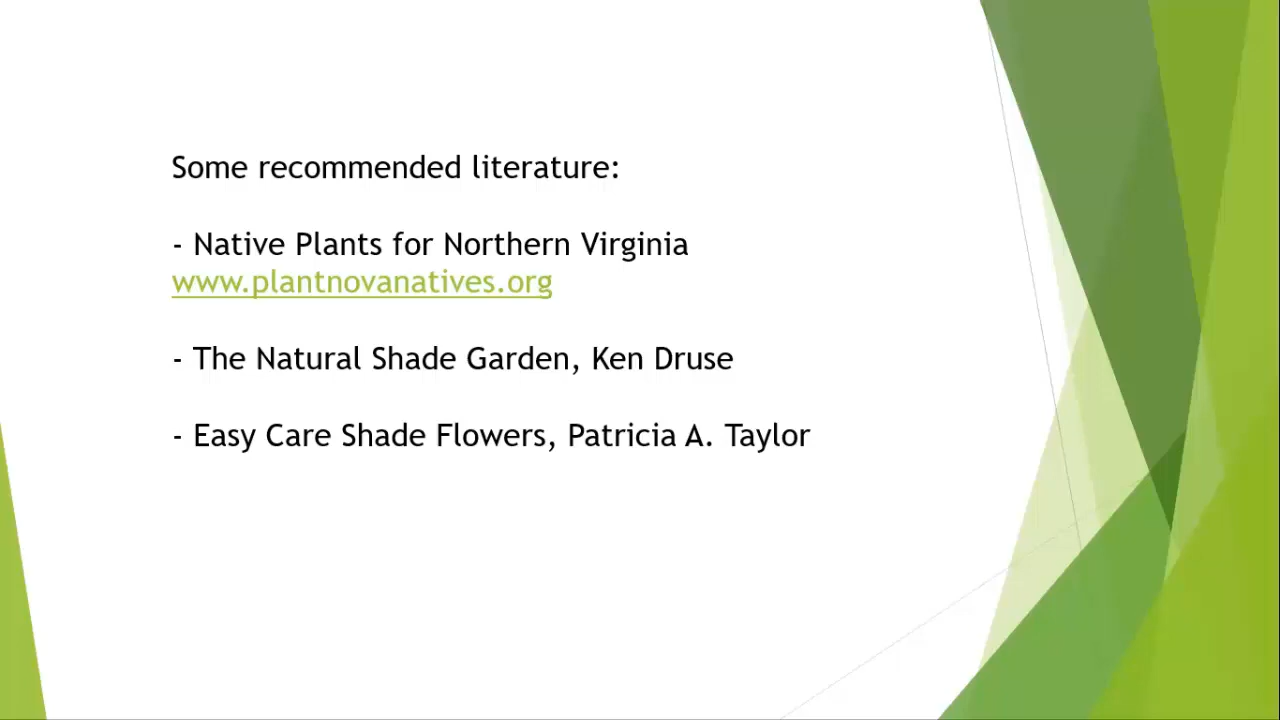 Some recommended literature:
- Native Plants for Northern Virginia
www.plantnovanatives.org
- The Natural Shade Garden, Ken Druse
- Easy Care Shade Flowers, Patricia A. Taylor